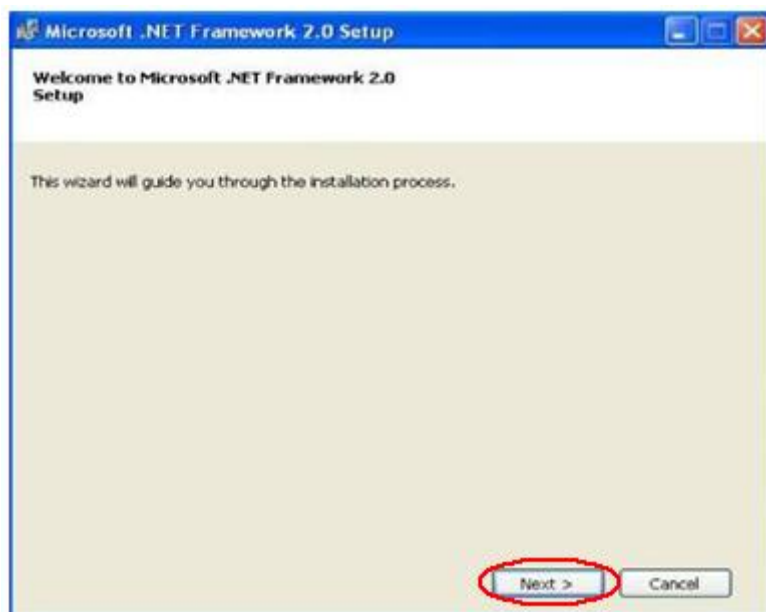 Microsoft .NET Framework 2.0 Setup
Welcome to Microsoft .NET Framework 2.0
Setup
This wizard will guide you through the installation process.
Next >
Cancel